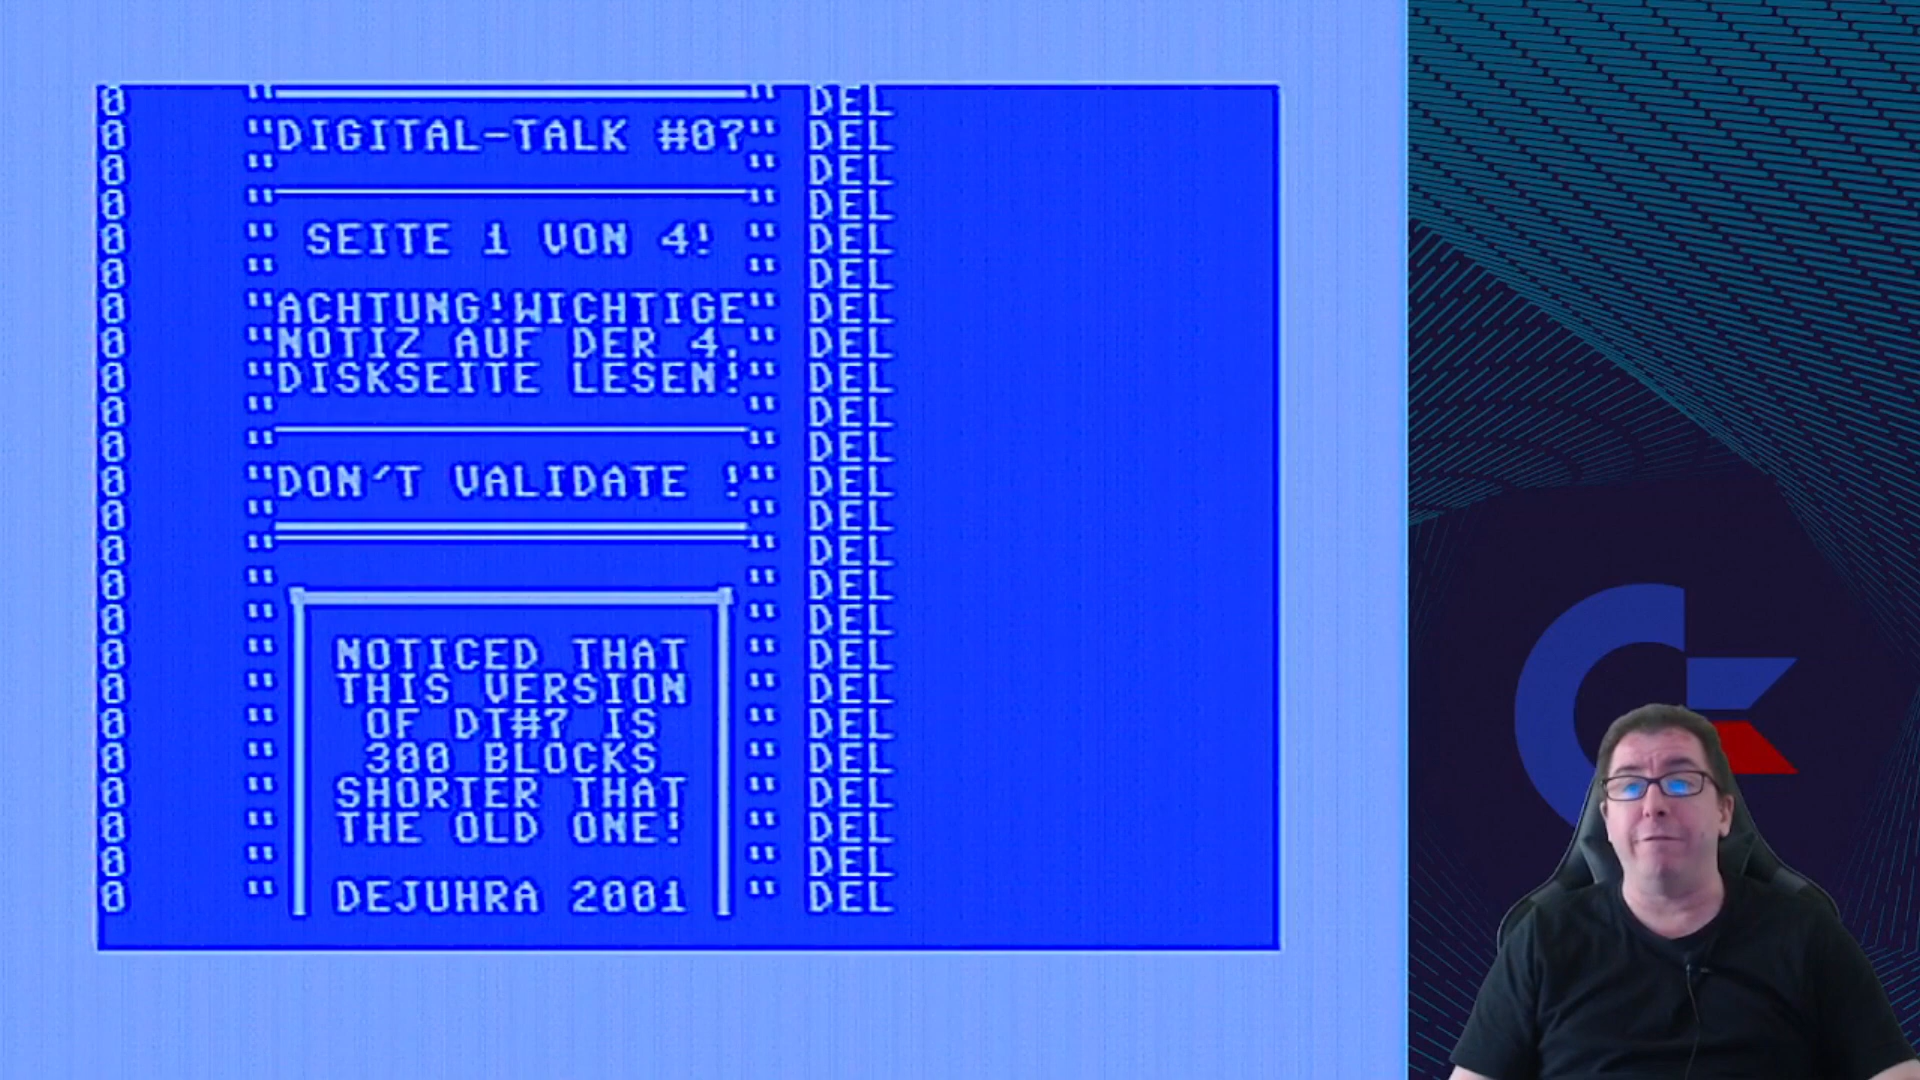 0 "                " DEL
0 "DIGITAL-TALK #07" DEL
0 "                " DEL
0 "                " DEL
0 " SEITE 1 VON 4! " DEL
0 "                " DEL
0 "ACHTUNG!WICHTIGE" DEL
0 "NOTIZ AUF DER 4." DEL
0 "DISKSEITE LESEN!" DEL
0 "                " DEL
0 "                " DEL
0 "DON'T VALIDATE !" DEL
0 "                " DEL
0 "                " DEL
0 "                " DEL
0 "                " DEL
0 "  NOTICED THAT  " DEL
0 "  THIS VERSION  " DEL
0 "   OF DT#7 IS   " DEL
0 "   300 BLOCKS   " DEL
0 "  SHORTER THAT  " DEL
0 "  THE OLD ONE!  " DEL
0 "                " DEL
0 "  DEJUHRA 2001  " DEL